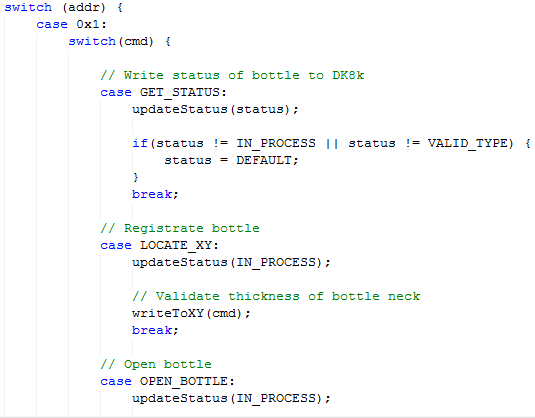 switch (addr) {
case 0x1:
switch(cmd) {
// Write status of bottle to DK8k
case GET_STATUS:
updateStatus(status);
if(status != IN_PROCESS || status != VALID_TYPE) {
status = DEFAULT;
}
break;
// Registrate bottle
case LOCATE_XY:
updateStatus(IN_PROCESS);
// Validate thickness of bottle neck
writeToXY(cmd);
break;
// Open bottle
case OPEN_BOTTLE:
updateStatus(IN_PROCESS);